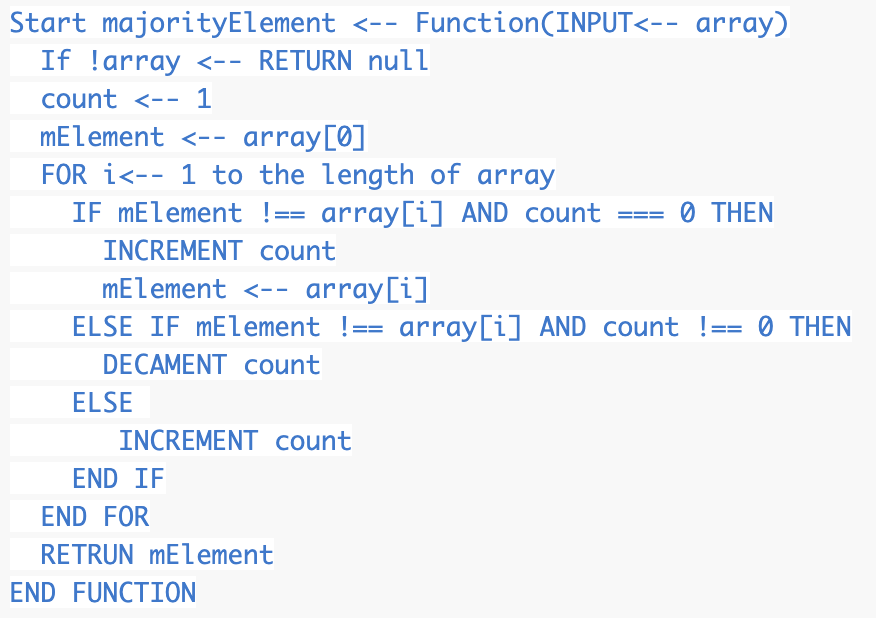 Start majorityElement <-- Function(INPUT<-- array)
If !array <-- RETURN null
count <-- 1
mElement <-- array[0]
FOR i<-- 1 to the length of array
IF mElement !== array[i] AND count === 0 THEN
INCREMENT count
mElement <-- array[i]
ELSE IF mElement !== array[i] AND count !== 0 THEN
DECAMENT count
ELSE
INCREMENT count
END IF
END FOR
RETRUN mElement
END FUNCTION